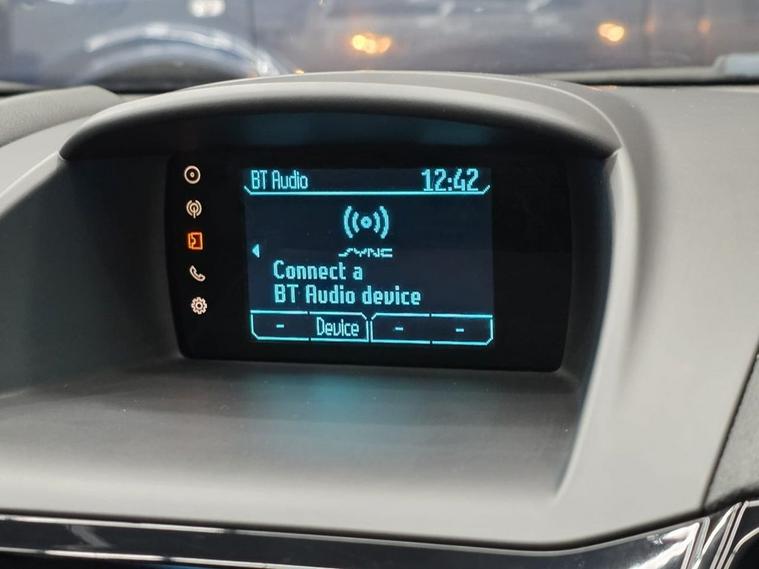 BT Audio 12:42
SYNC
Connect a
BT Audio device
- Device - -